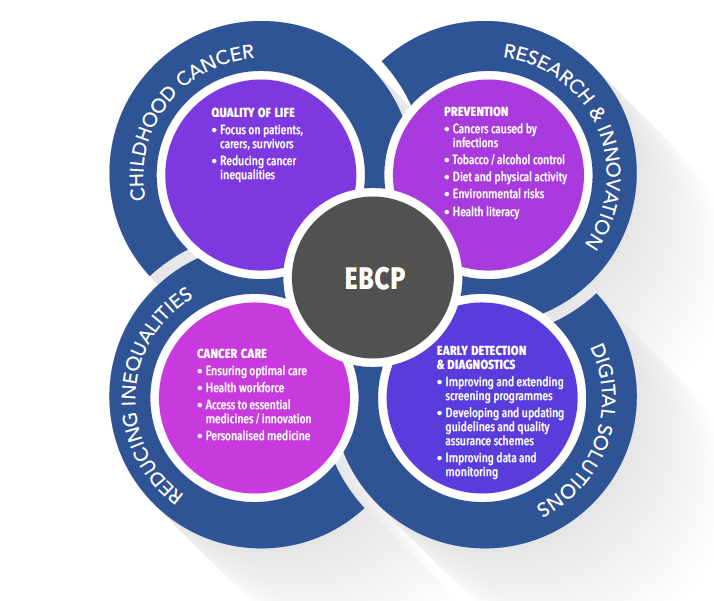 CHILDHOOD CANCER
QUALITY OF LIFE
• Focus on patients,
carers, survivors
• Reducing cancer
inequalities
RESEARCH & INNOVATION
PREVENTION
• Cancers caused by
infections
• Tobacco / alcohol control
• Diet and physical activity
• Environmental risks
• Health literacy
EBCP
REDUCING INEQUALITIES
CANCER CARE
• Ensuring optimal care
• Health workforce
• Access to essential
medicines / innovation
• Personalised medicine
EARLY DETECTION
& DIAGNOSTICS
• Improving and extending
screening programmes
• Developing and updating
guidelines and quality
assurance schemes
• Improving data and
monitoring
DIGITAL SOLUTIONS